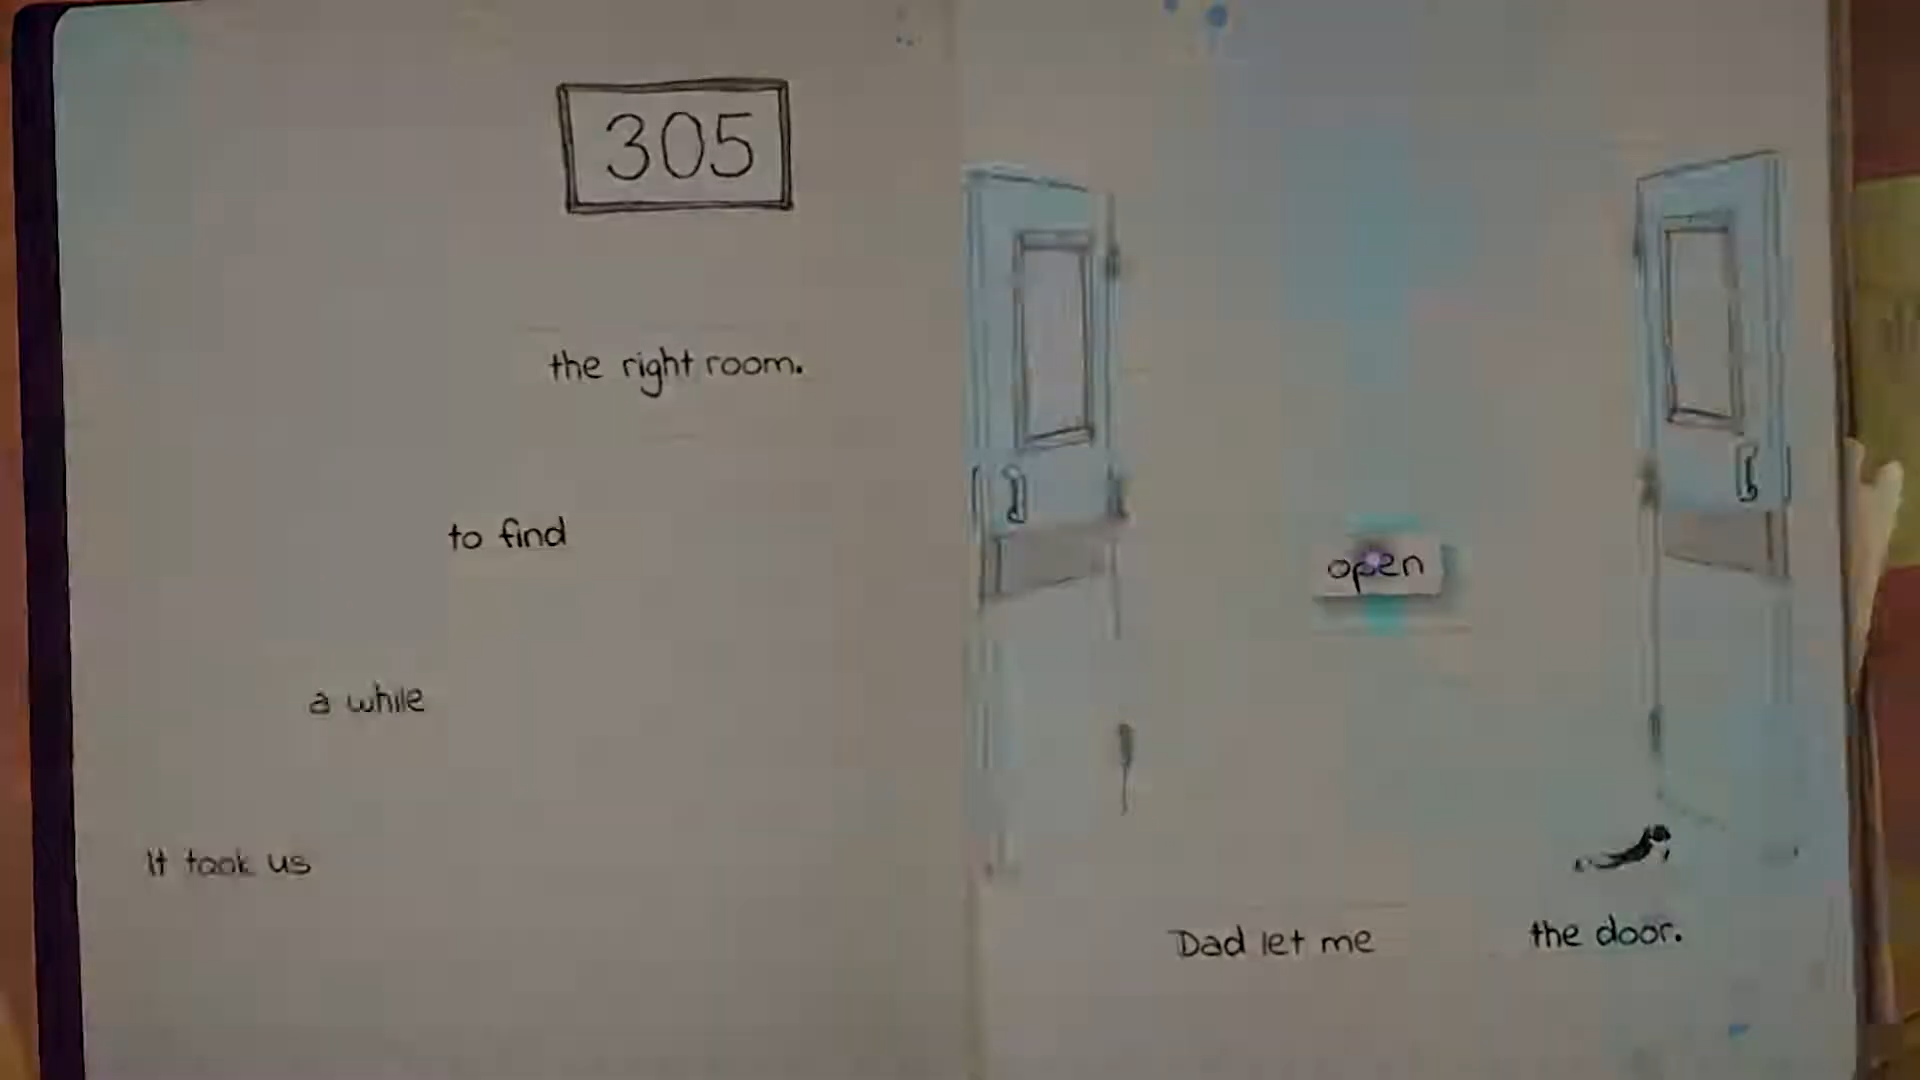 305
the right room.
to find
a while
It took us
open
Dad let me
the door.